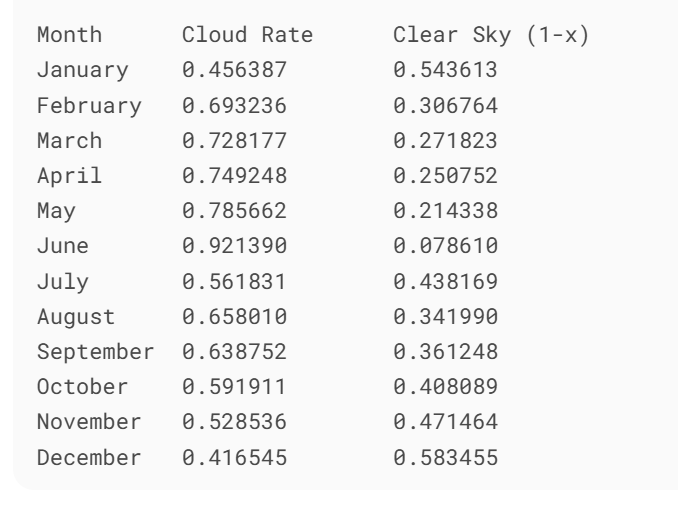 Month Cloud Rate Clear Sky (1-x)
January 0.456387 0.543613
February 0.693236 0.306764
March 0.728177 0.271823
April 0.749248 0.250752
May 0.785662 0.214338
June 0.921390 0.078610
July 0.561831 0.438169
August 0.658010 0.341990
September 0.638752 0.361248
October 0.591911 0.408089
November 0.528536 0.471464
December 0.416545 0.583455